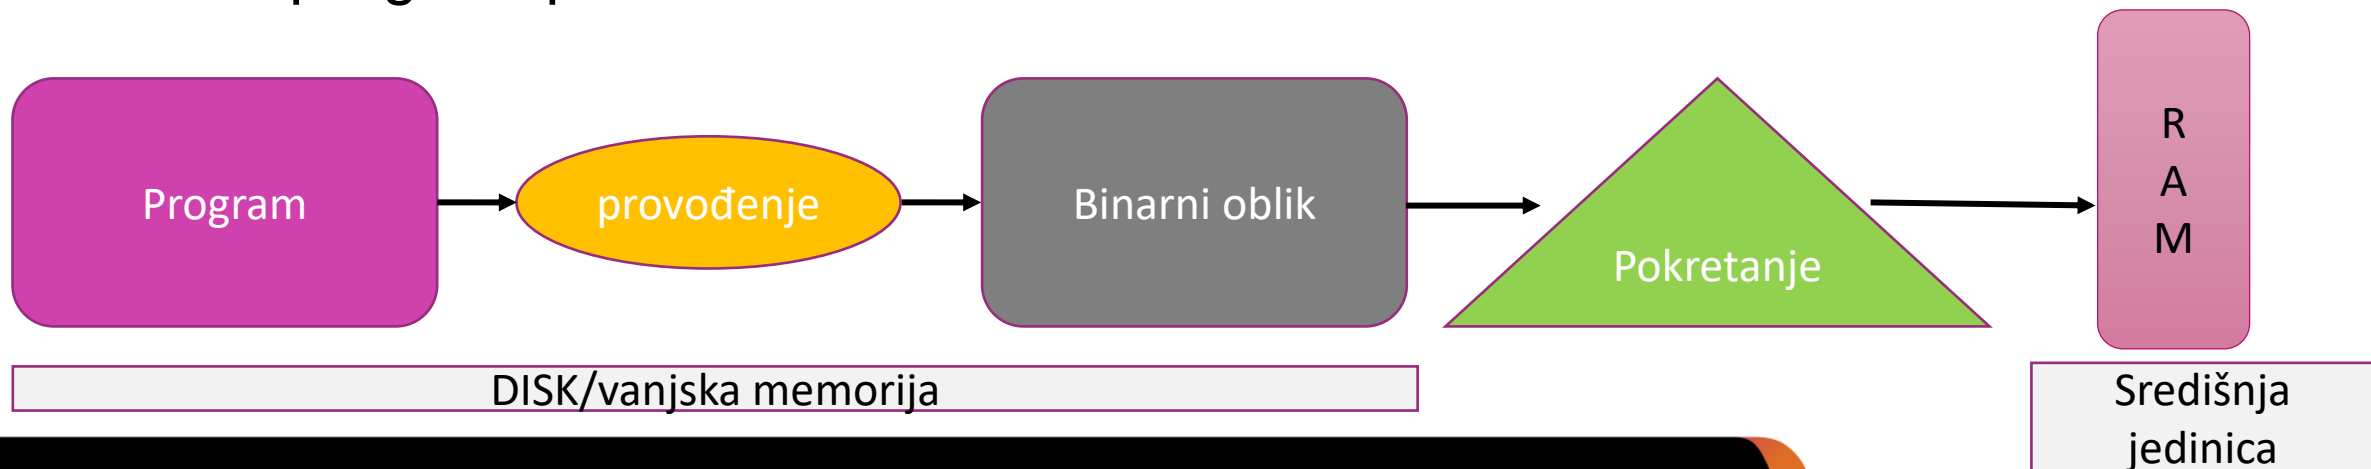 Program
provođenje
Binarni oblik
Pokretanje
R
A
M
DISK/vanjska memorija
Središnja
jedinica